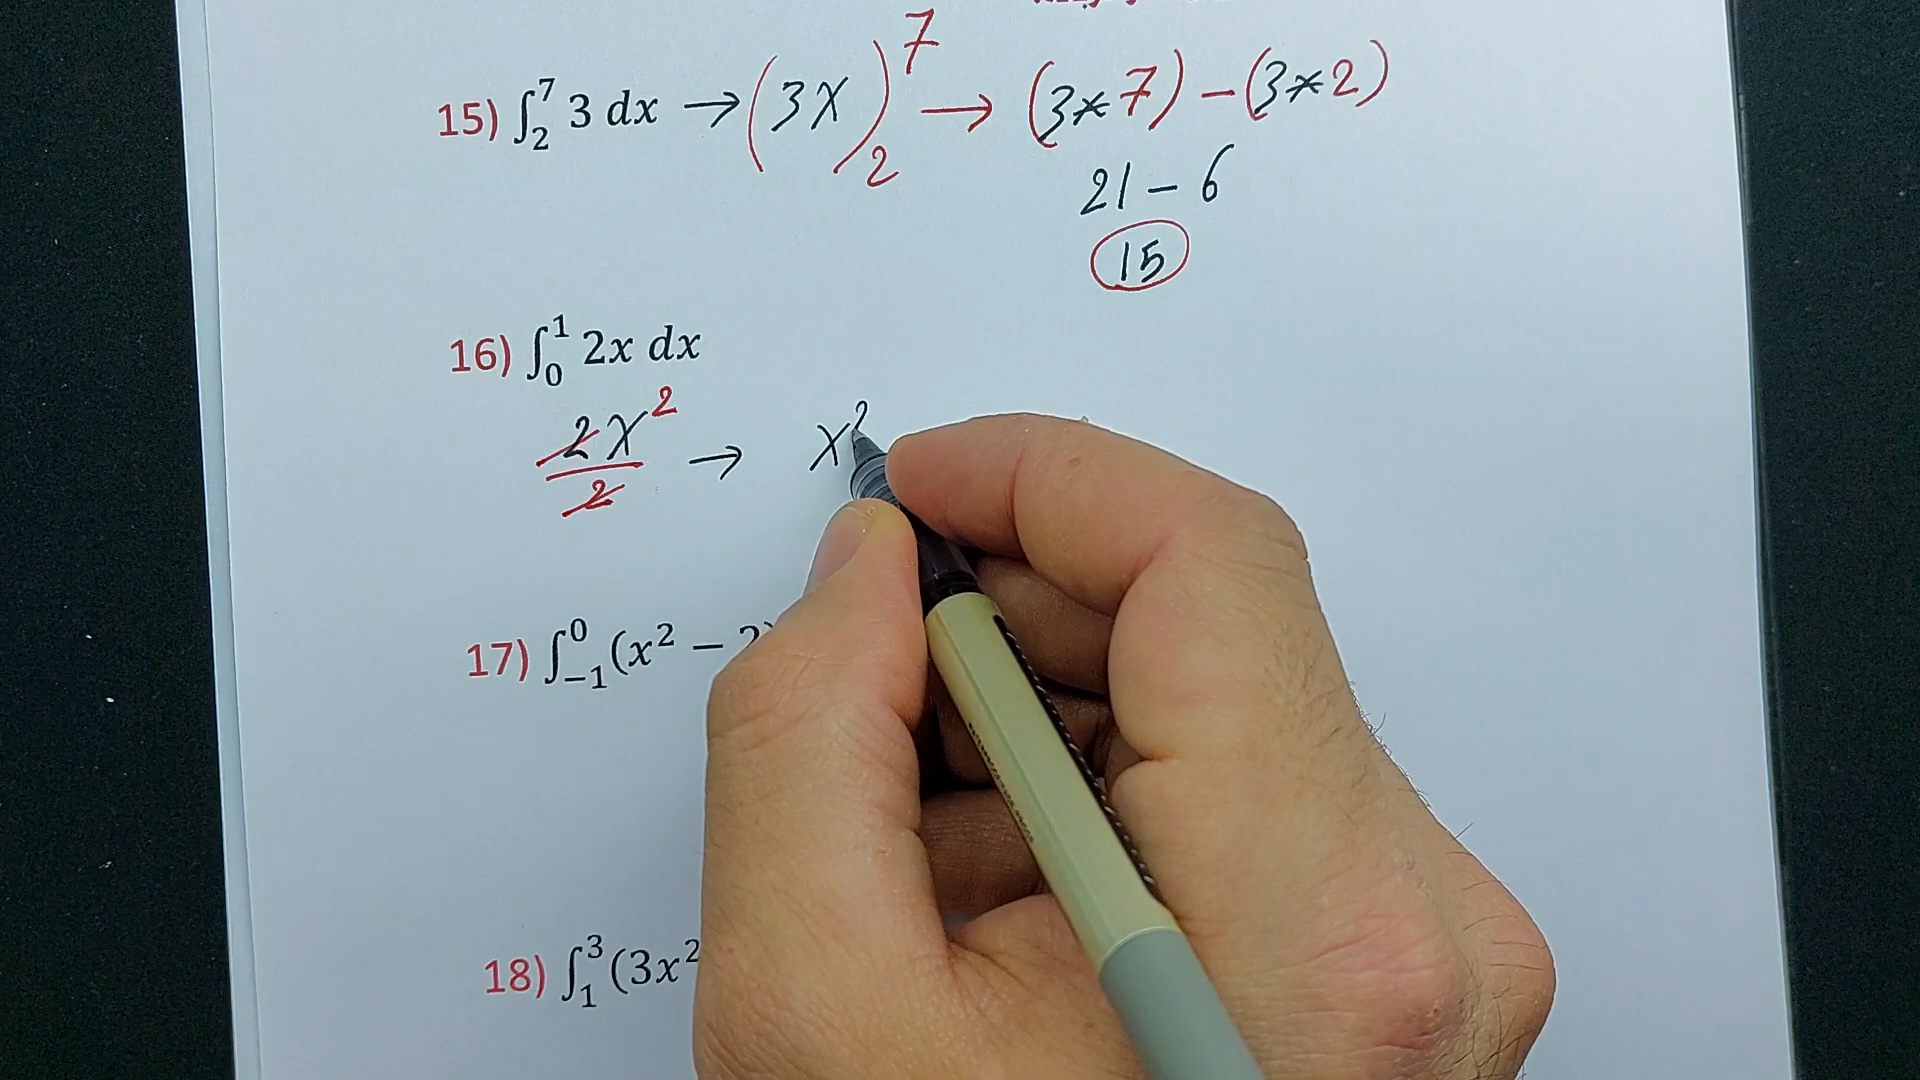 15) ∫₂⁷ 3 dx → (3x)₂⁷ → (3*7) - (3*2)
21 - 6
15
16) ∫₀¹ 2x dx
2x²/2 → x²
17) ∫₋₁⁰ (x² −
18) ∫₁³ (3x²